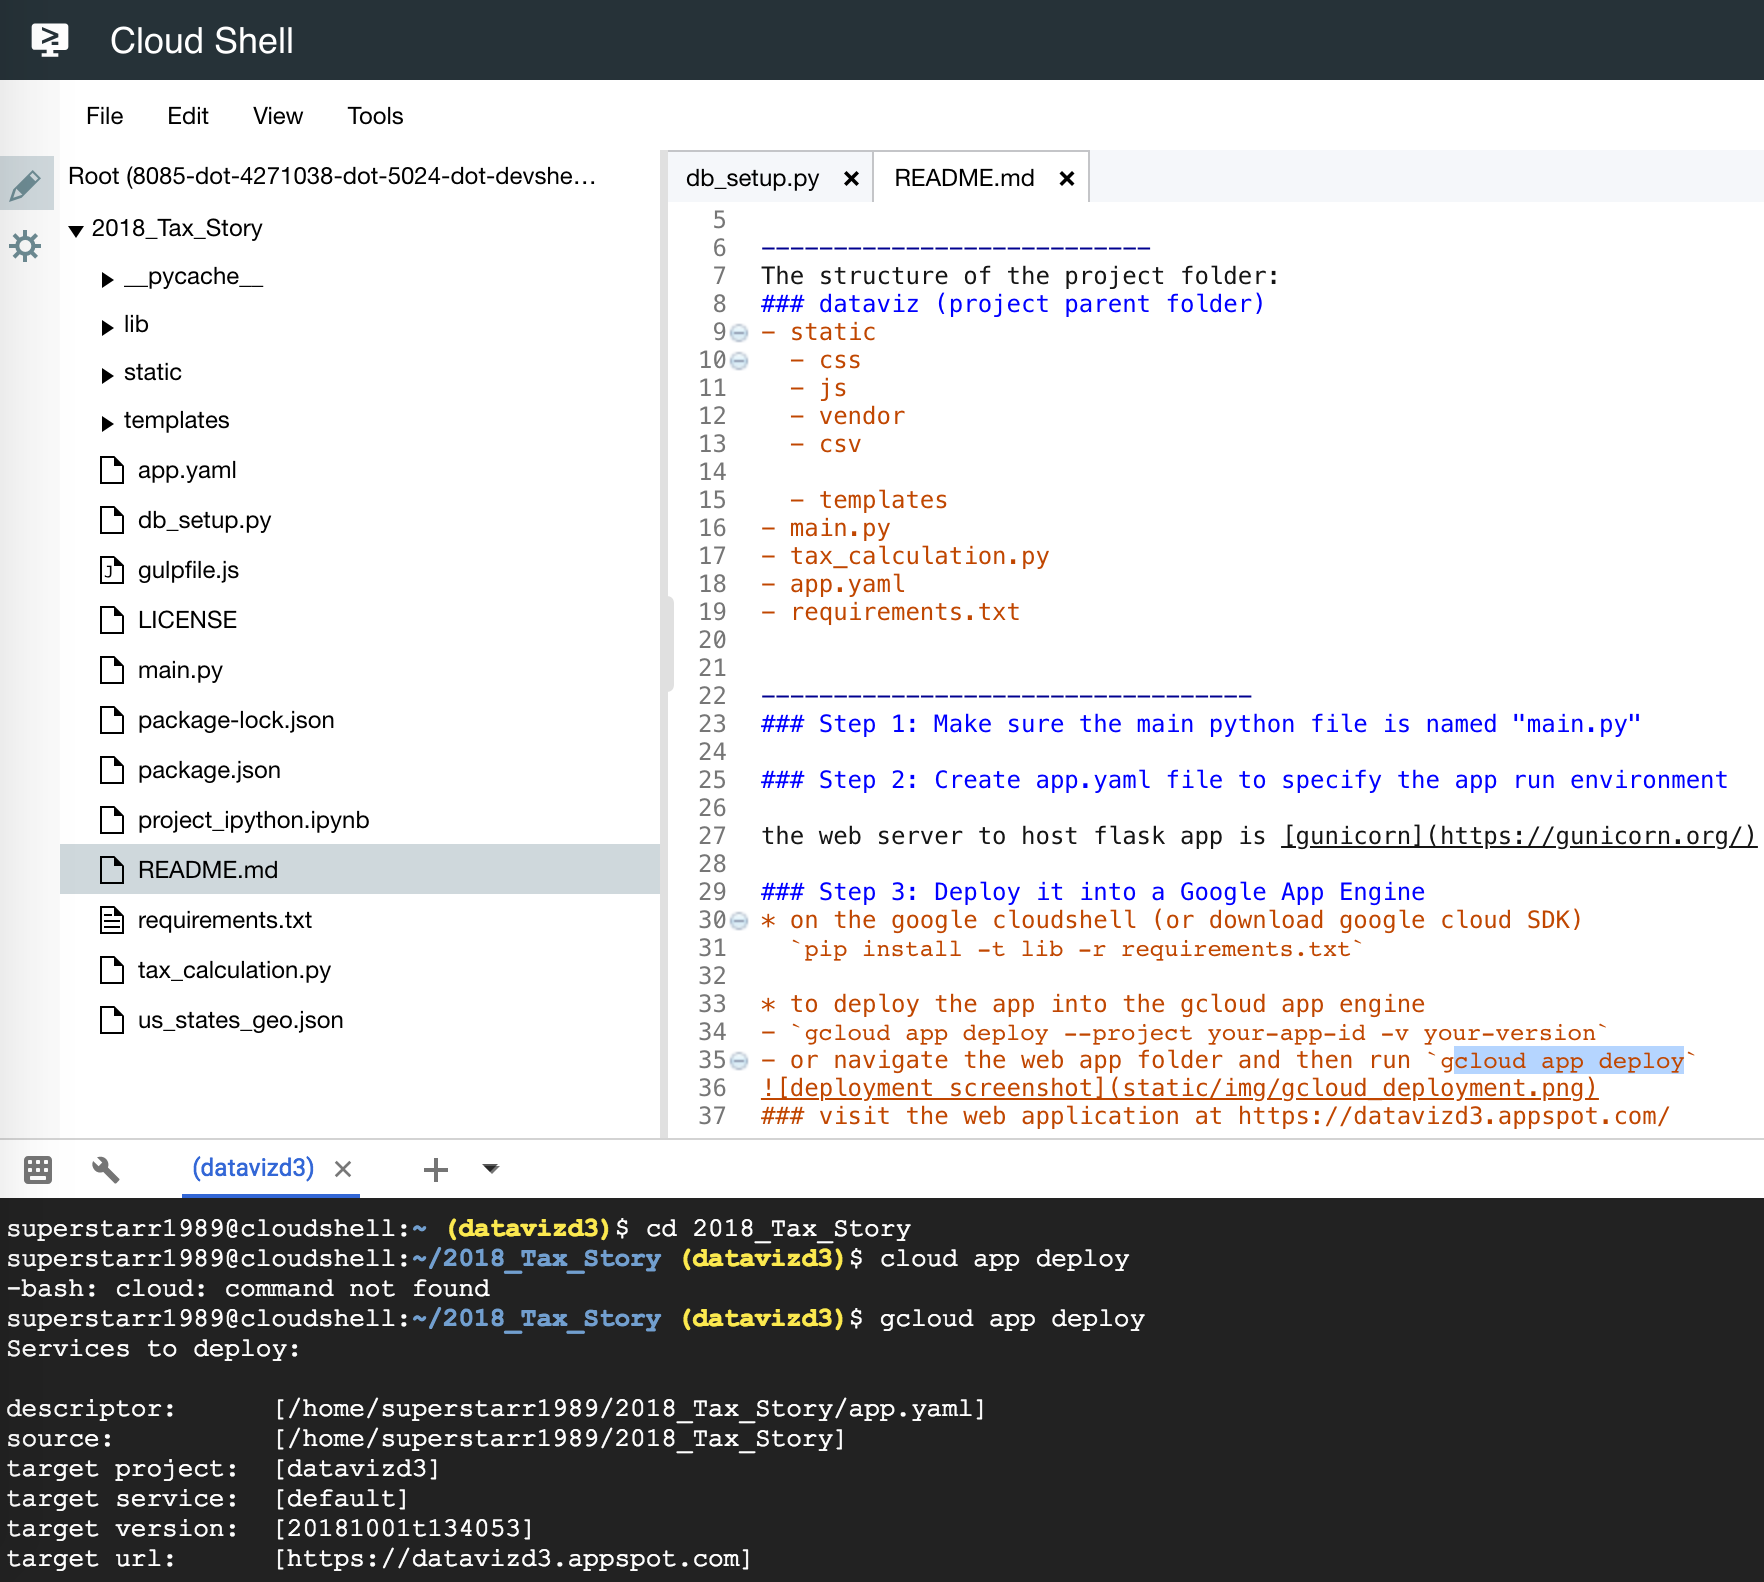 Cloud Shell
File Edit View Tools
Root (8085-dot-4271038-dot-5024-dot-devshe...
2018_Tax_Story
__pycache__
lib
static
templates
app.yaml
db_setup.py
gulpfile.js
LICENSE
main.py
package-lock.json
package.json
project_ipython.ipynb
README.md
requirements.txt
tax_calculation.py
us_states_geo.json
db_setup.py × README.md ×
5
6 ---------------------------
7 The structure of the project folder:
8 ### dataviz (project parent folder)
9 - static
10 - css
11 - js
12 - vendor
13 - csv
14
15 - templates
16 - main.py
17 - tax_calculation.py
18 - app.yaml
19 - requirements.txt
20
21
22 ----------------------------------
23 ### Step 1: Make sure the main python file is named "main.py"
24
25 ### Step 2: Create app.yaml file to specify the app run environment
26
27 the web server to host flask app is [gunicorn](https://gunicorn.org/)
28
29 ### Step 3: Deploy it into a Google App Engine
30 * on the google cloudshell (or download google cloud SDK)
31 `pip install -t lib -r requirements.txt`
32
33 * to deploy the app into the gcloud app engine
34 - `gcloud app deploy --project your-app-id -v your-version`
35 - or navigate the web app folder and then run `gcloud app deploy`
36 ![deployment screenshot](static/img/gcloud_deployment.png)
37 ### visit the web application at https://datavizd3.appspot.com/
(datavizd3) × +
superstarr1989@cloudshell:~ (datavizd3)$ cd 2018_Tax_Story
superstarr1989@cloudshell:~/2018_Tax_Story (datavizd3)$ cloud app deploy
-bash: cloud: command not found
superstarr1989@cloudshell:~/2018_Tax_Story (datavizd3)$ gcloud app deploy
Services to deploy:
descriptor: [/home/superstarr1989/2018_Tax_Story/app.yaml]
source: [/home/superstarr1989/2018_Tax_Story]
target project: [datavizd3]
target service: [default]
target version: [20181001t134053]
target url: [https://datavizd3.appspot.com]